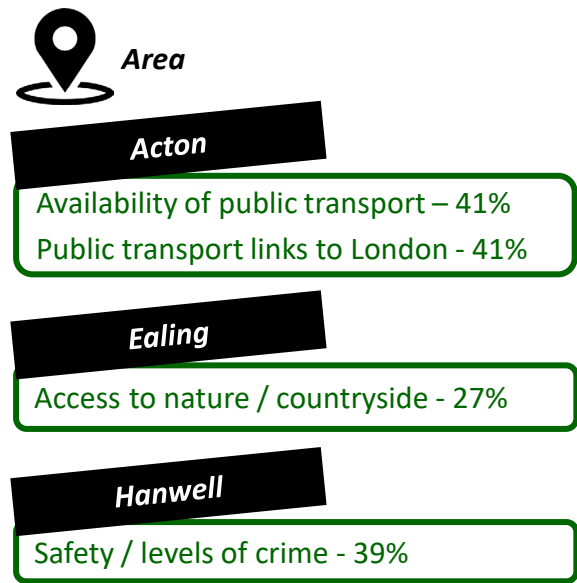 Area
Acton
Availability of public transport – 41%
Public transport links to London - 41%
Ealing
Access to nature / countryside - 27%
Hanwell
Safety / levels of crime - 39%